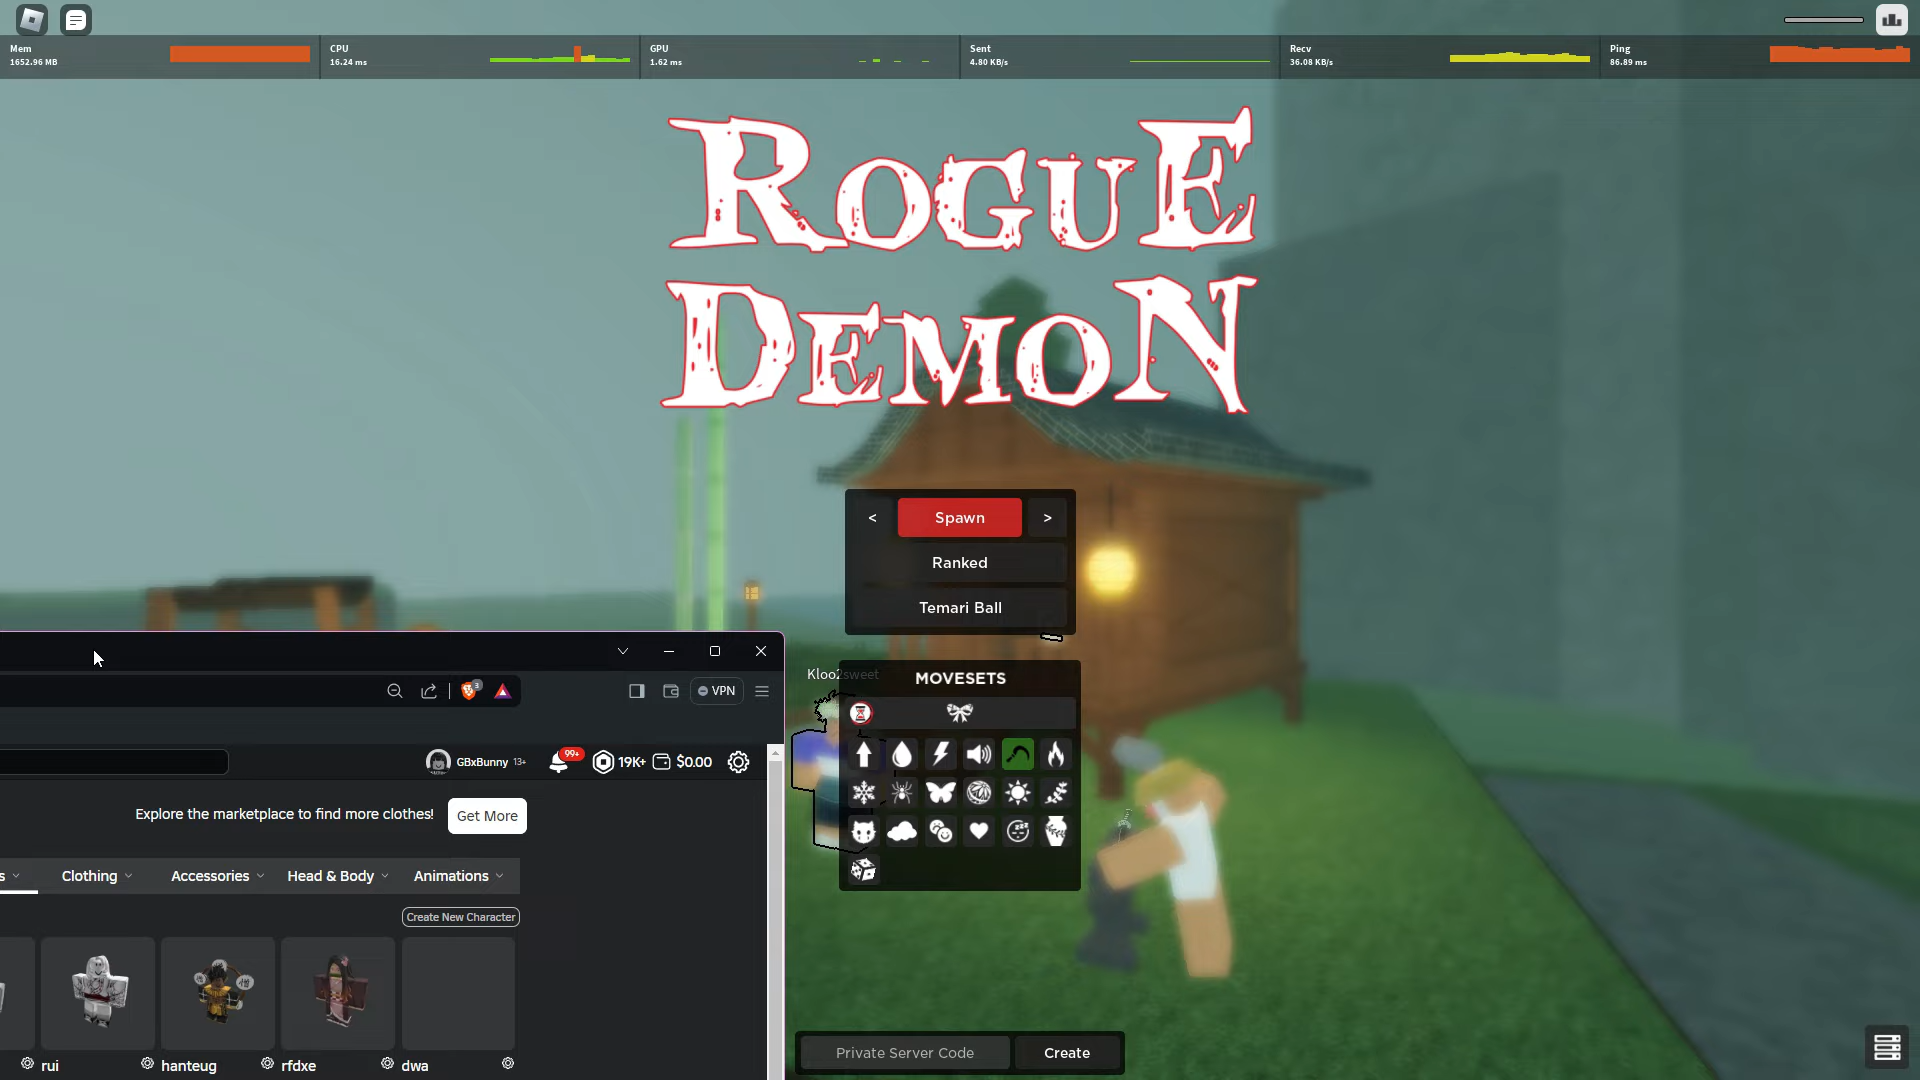 Mem
1652.96 MB
CPU
16.24 ms
GPU
1.62 ms
Sent
4.80 KB/s
Recv
36.08 KB/s
Ping
86.89 ms
ROGUE
DEMON
< Spawn >
Ranked
Temari Ball
Kloo2sweet
MOVESETS
3
VPN
GBxBunny 13+
99+
19K+
$0.00
Explore the marketplace to find more clothes!
Get More
s
Clothing
Accessories
Head & Body
Animations
Create New Character
rui
hanteug
rfdxe
dwa
Private Server Code
Create